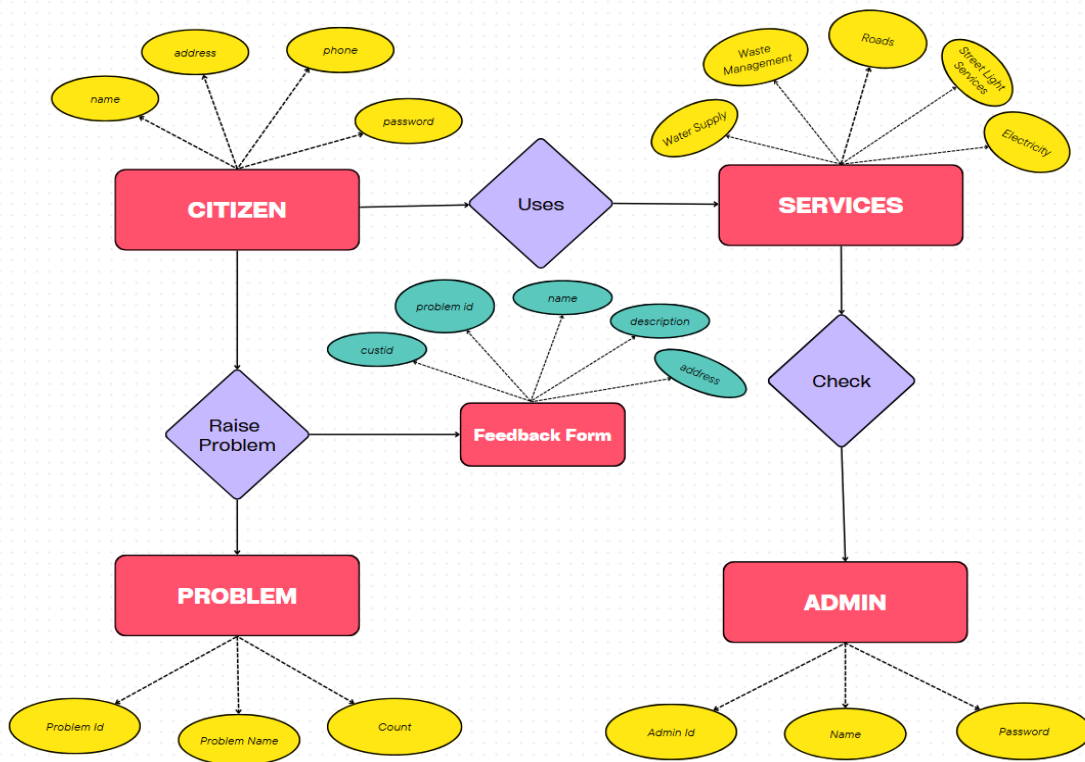 address
phone
name
password
Waste
Management
Roads
Street Light
Services
Water Supply
Electricity
CITIZEN
Uses
SERVICES
custid
problem id
name
description
address
Raise
Problem
Feedback Form
Check
PROBLEM
ADMIN
Problem Id
Problem Name
Count
Admin Id
Name
Password